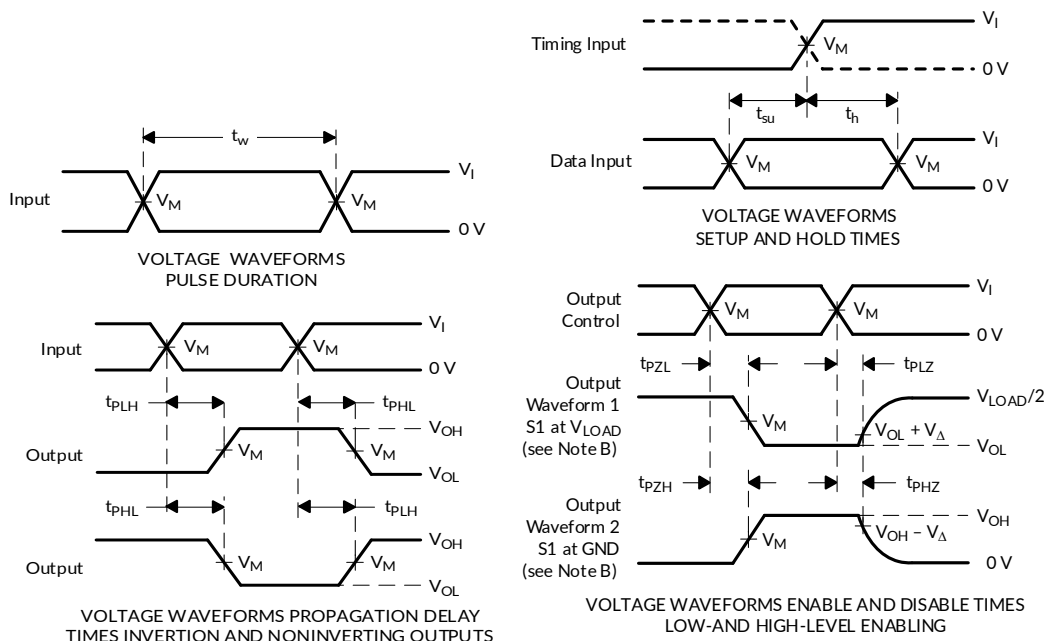 t_w
Input
V_M
V_M
V_I
0 V
VOLTAGE WAVEFORMS
PULSE DURATION
Timing Input
V_M
V_I
0 V
t_su
t_h
Data Input
V_M
V_M
V_I
0 V
VOLTAGE WAVEFORMS
SETUP AND HOLD TIMES
Input
V_M
V_M
V_I
0 V
t_PLH
t_PHL
Output
V_M
V_M
V_OH
V_OL
t_PHL
t_PLH
Output
V_M
V_M
V_OH
V_OL
VOLTAGE WAVEFORMS PROPAGATION DELAY
TIMES INVERTION AND NONINVERTING OUTPUTS
Output
Control
V_M
V_M
V_I
0 V
t_PZL
t_PLZ
Output
Waveform 1
S1 at V_LOAD
(see Note B)
V_M
V_LOAD/2
V_OL + V_Δ
V_OL
t_PZH
t_PHZ
Output
Waveform 2
S1 at GND
(see Note B)
V_M
V_OH
V_OH – V_Δ
0 V
VOLTAGE WAVEFORMS ENABLE AND DISABLE TIMES
LOW-AND HIGH-LEVEL ENABLING